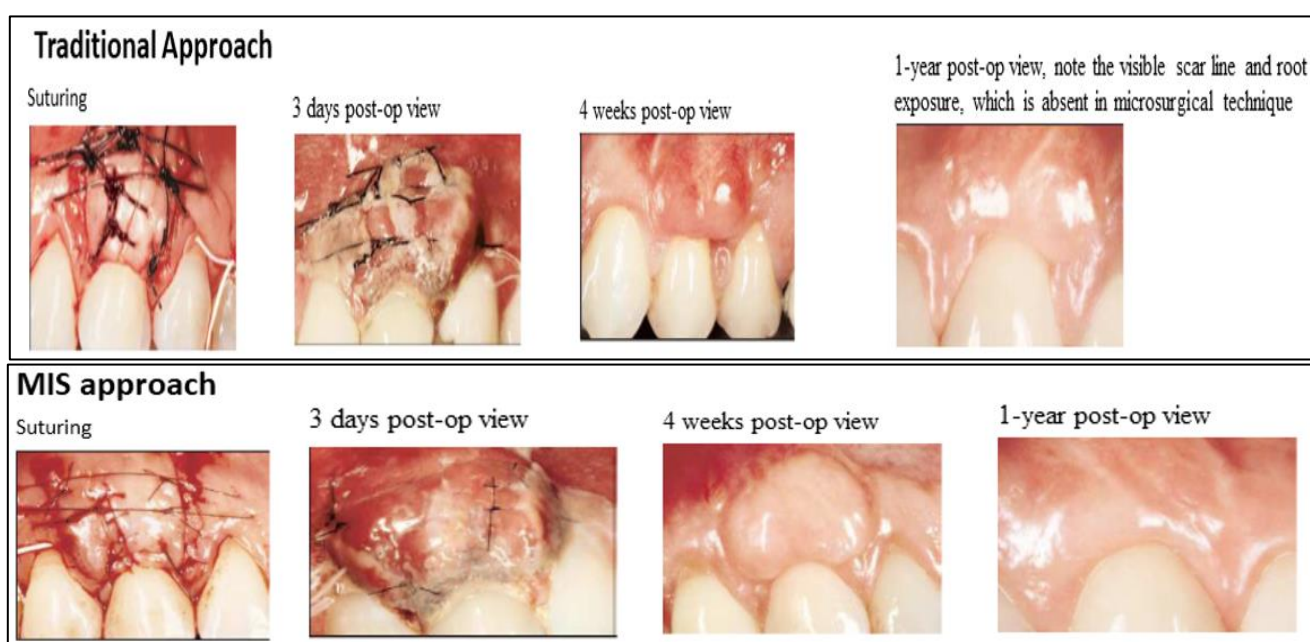 Traditional Approach
Suturing
3 days post-op view
4 weeks post-op view
1-year post-op view, note the visible scar line and root
exposure, which is absent in microsurgical technique
MIS approach
Suturing
3 days post-op view
4 weeks post-op view
1-year post-op view